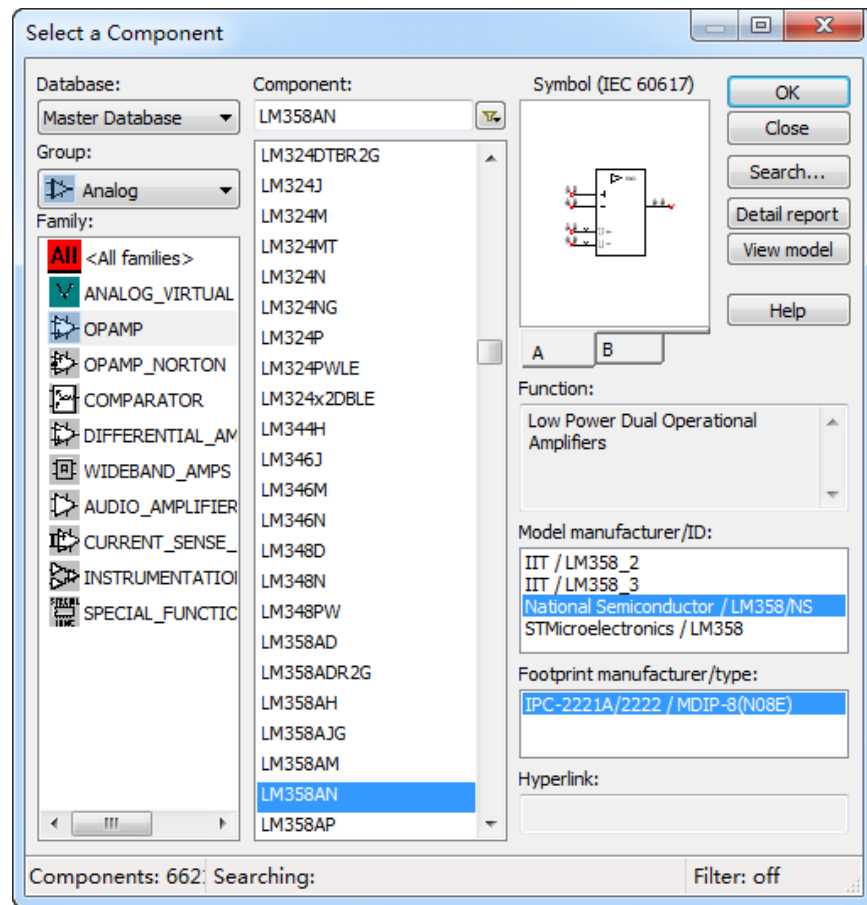 Select a Component
Database:
Master Database
Group:
Analog
Family:
All <All families>
ANALOG_VIRTUAL
OPAMP
OPAMP_NORTON
COMPARATOR
DIFFERENTIAL_AM
WIDEBAND_AMPS
AUDIO_AMPLIFIER
CURRENT_SENSE_
INSTRUMENTATIO
SPECIAL_FUNCTIO
Component:
LM358AN
LM324DTBR2G
LM324J
LM324M
LM324MT
LM324N
LM324NG
LM324P
LM324PWLE
LM324x2DBLE
LM344H
LM346J
LM346M
LM346N
LM348D
LM348N
LM348PW
LM358AD
LM358ADR2G
LM358AH
LM358AJG
LM358AM
LM358AN
LM358AP
Symbol (IEC 60617)
A
B
Function:
Low Power Dual Operational
Amplifiers
Model manufacturer/ID:
IIT / LM358_2
IIT / LM358_3
National Semiconductor / LM358/NS
STMicroelectronics / LM358
Footprint manufacturer/type:
IPC-2221A/2222 / MDIP-8(N08E)
Hyperlink:
OK
Close
Search...
Detail report
View model
Help
Components: 662
Searching:
Filter: off